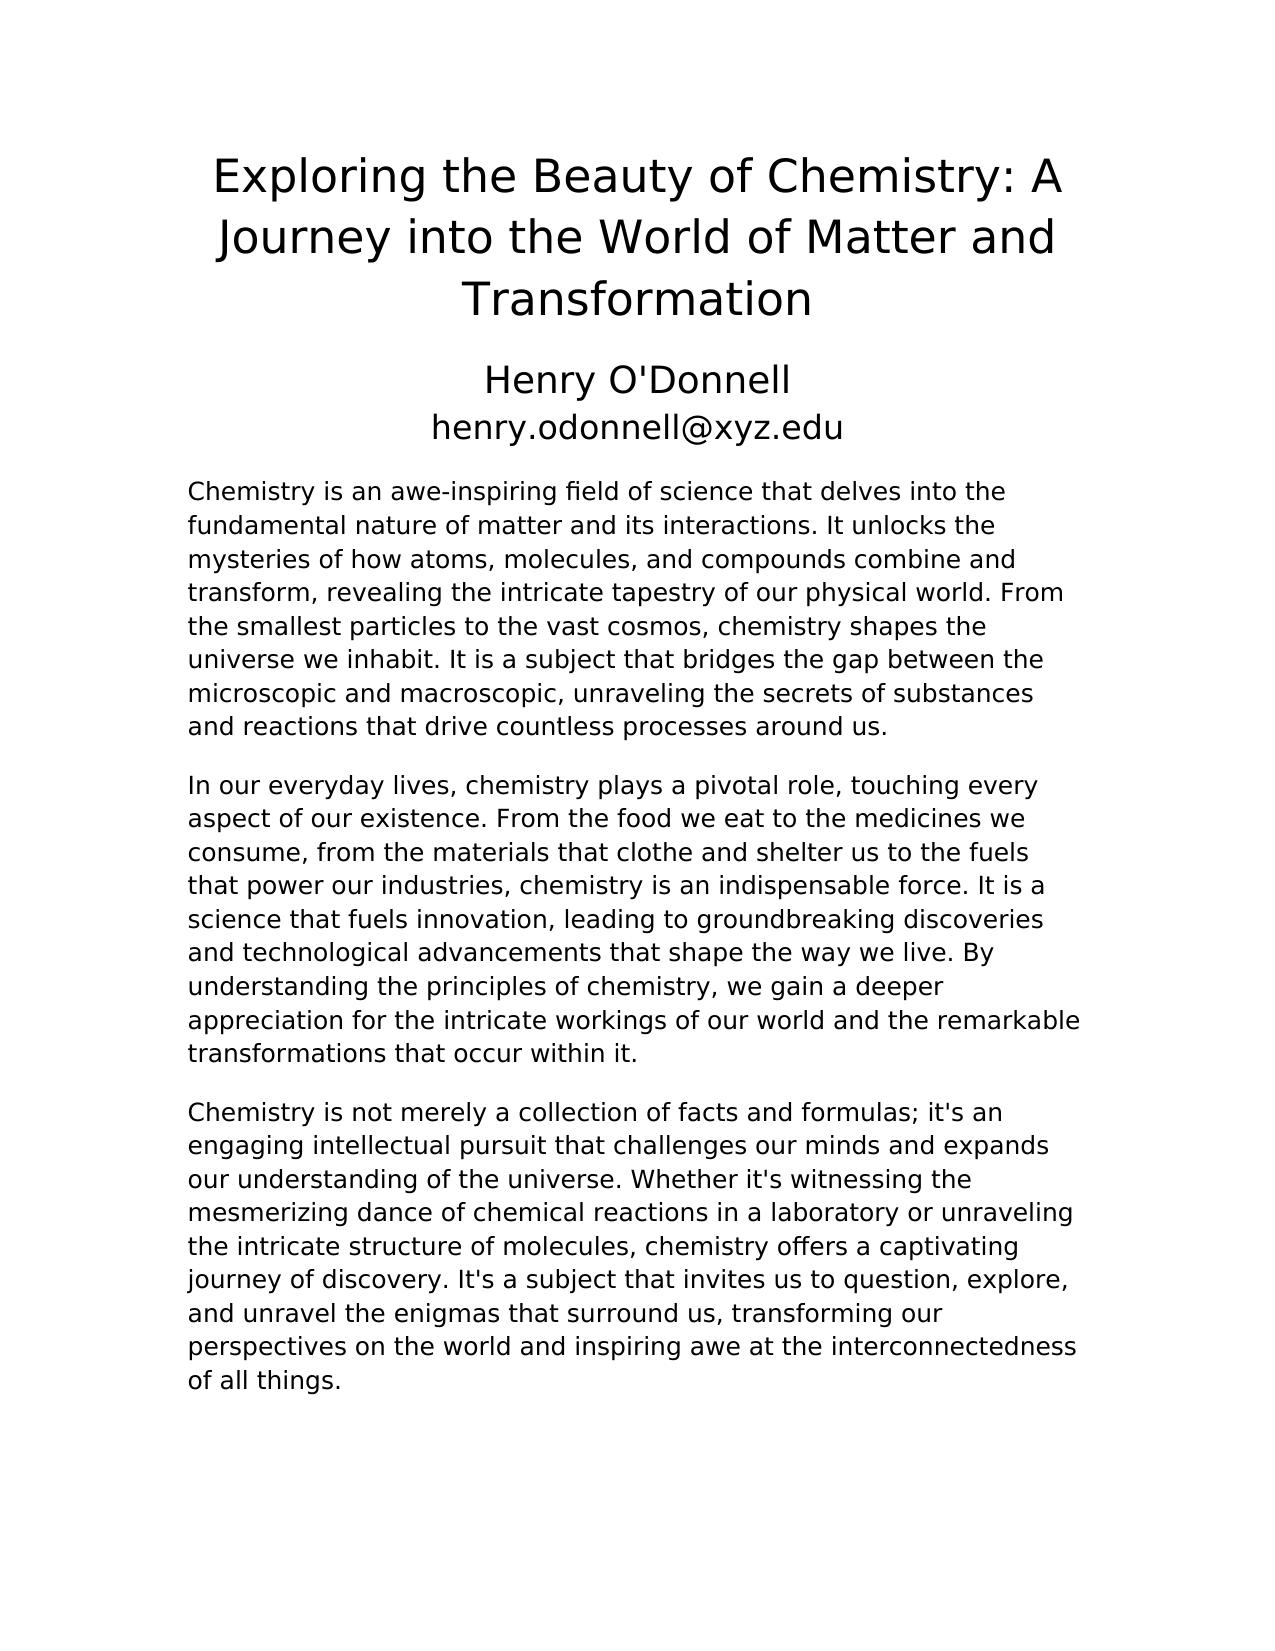 Exploring the Beauty of Chemistry: A
Journey into the World of Matter and
Transformation
Henry O'Donnell
henry.odonnell@xyz.edu
Chemistry is an awe-inspiring field of science that delves into the
fundamental nature of matter and its interactions. It unlocks the
mysteries of how atoms, molecules, and compounds combine and
transform, revealing the intricate tapestry of our physical world. From
the smallest particles to the vast cosmos, chemistry shapes the
universe we inhabit. It is a subject that bridges the gap between the
microscopic and macroscopic, unraveling the secrets of substances
and reactions that drive countless processes around us.
In our everyday lives, chemistry plays a pivotal role, touching every
aspect of our existence. From the food we eat to the medicines we
consume, from the materials that clothe and shelter us to the fuels
that power our industries, chemistry is an indispensable force. It is a
science that fuels innovation, leading to groundbreaking discoveries
and technological advancements that shape the way we live. By
understanding the principles of chemistry, we gain a deeper
appreciation for the intricate workings of our world and the remarkable
transformations that occur within it.
Chemistry is not merely a collection of facts and formulas; it's an
engaging intellectual pursuit that challenges our minds and expands
our understanding of the universe. Whether it's witnessing the
mesmerizing dance of chemical reactions in a laboratory or unraveling
the intricate structure of molecules, chemistry offers a captivating
journey of discovery. It's a subject that invites us to question, explore,
and unravel the enigmas that surround us, transforming our
perspectives on the world and inspiring awe at the interconnectedness
of all things.